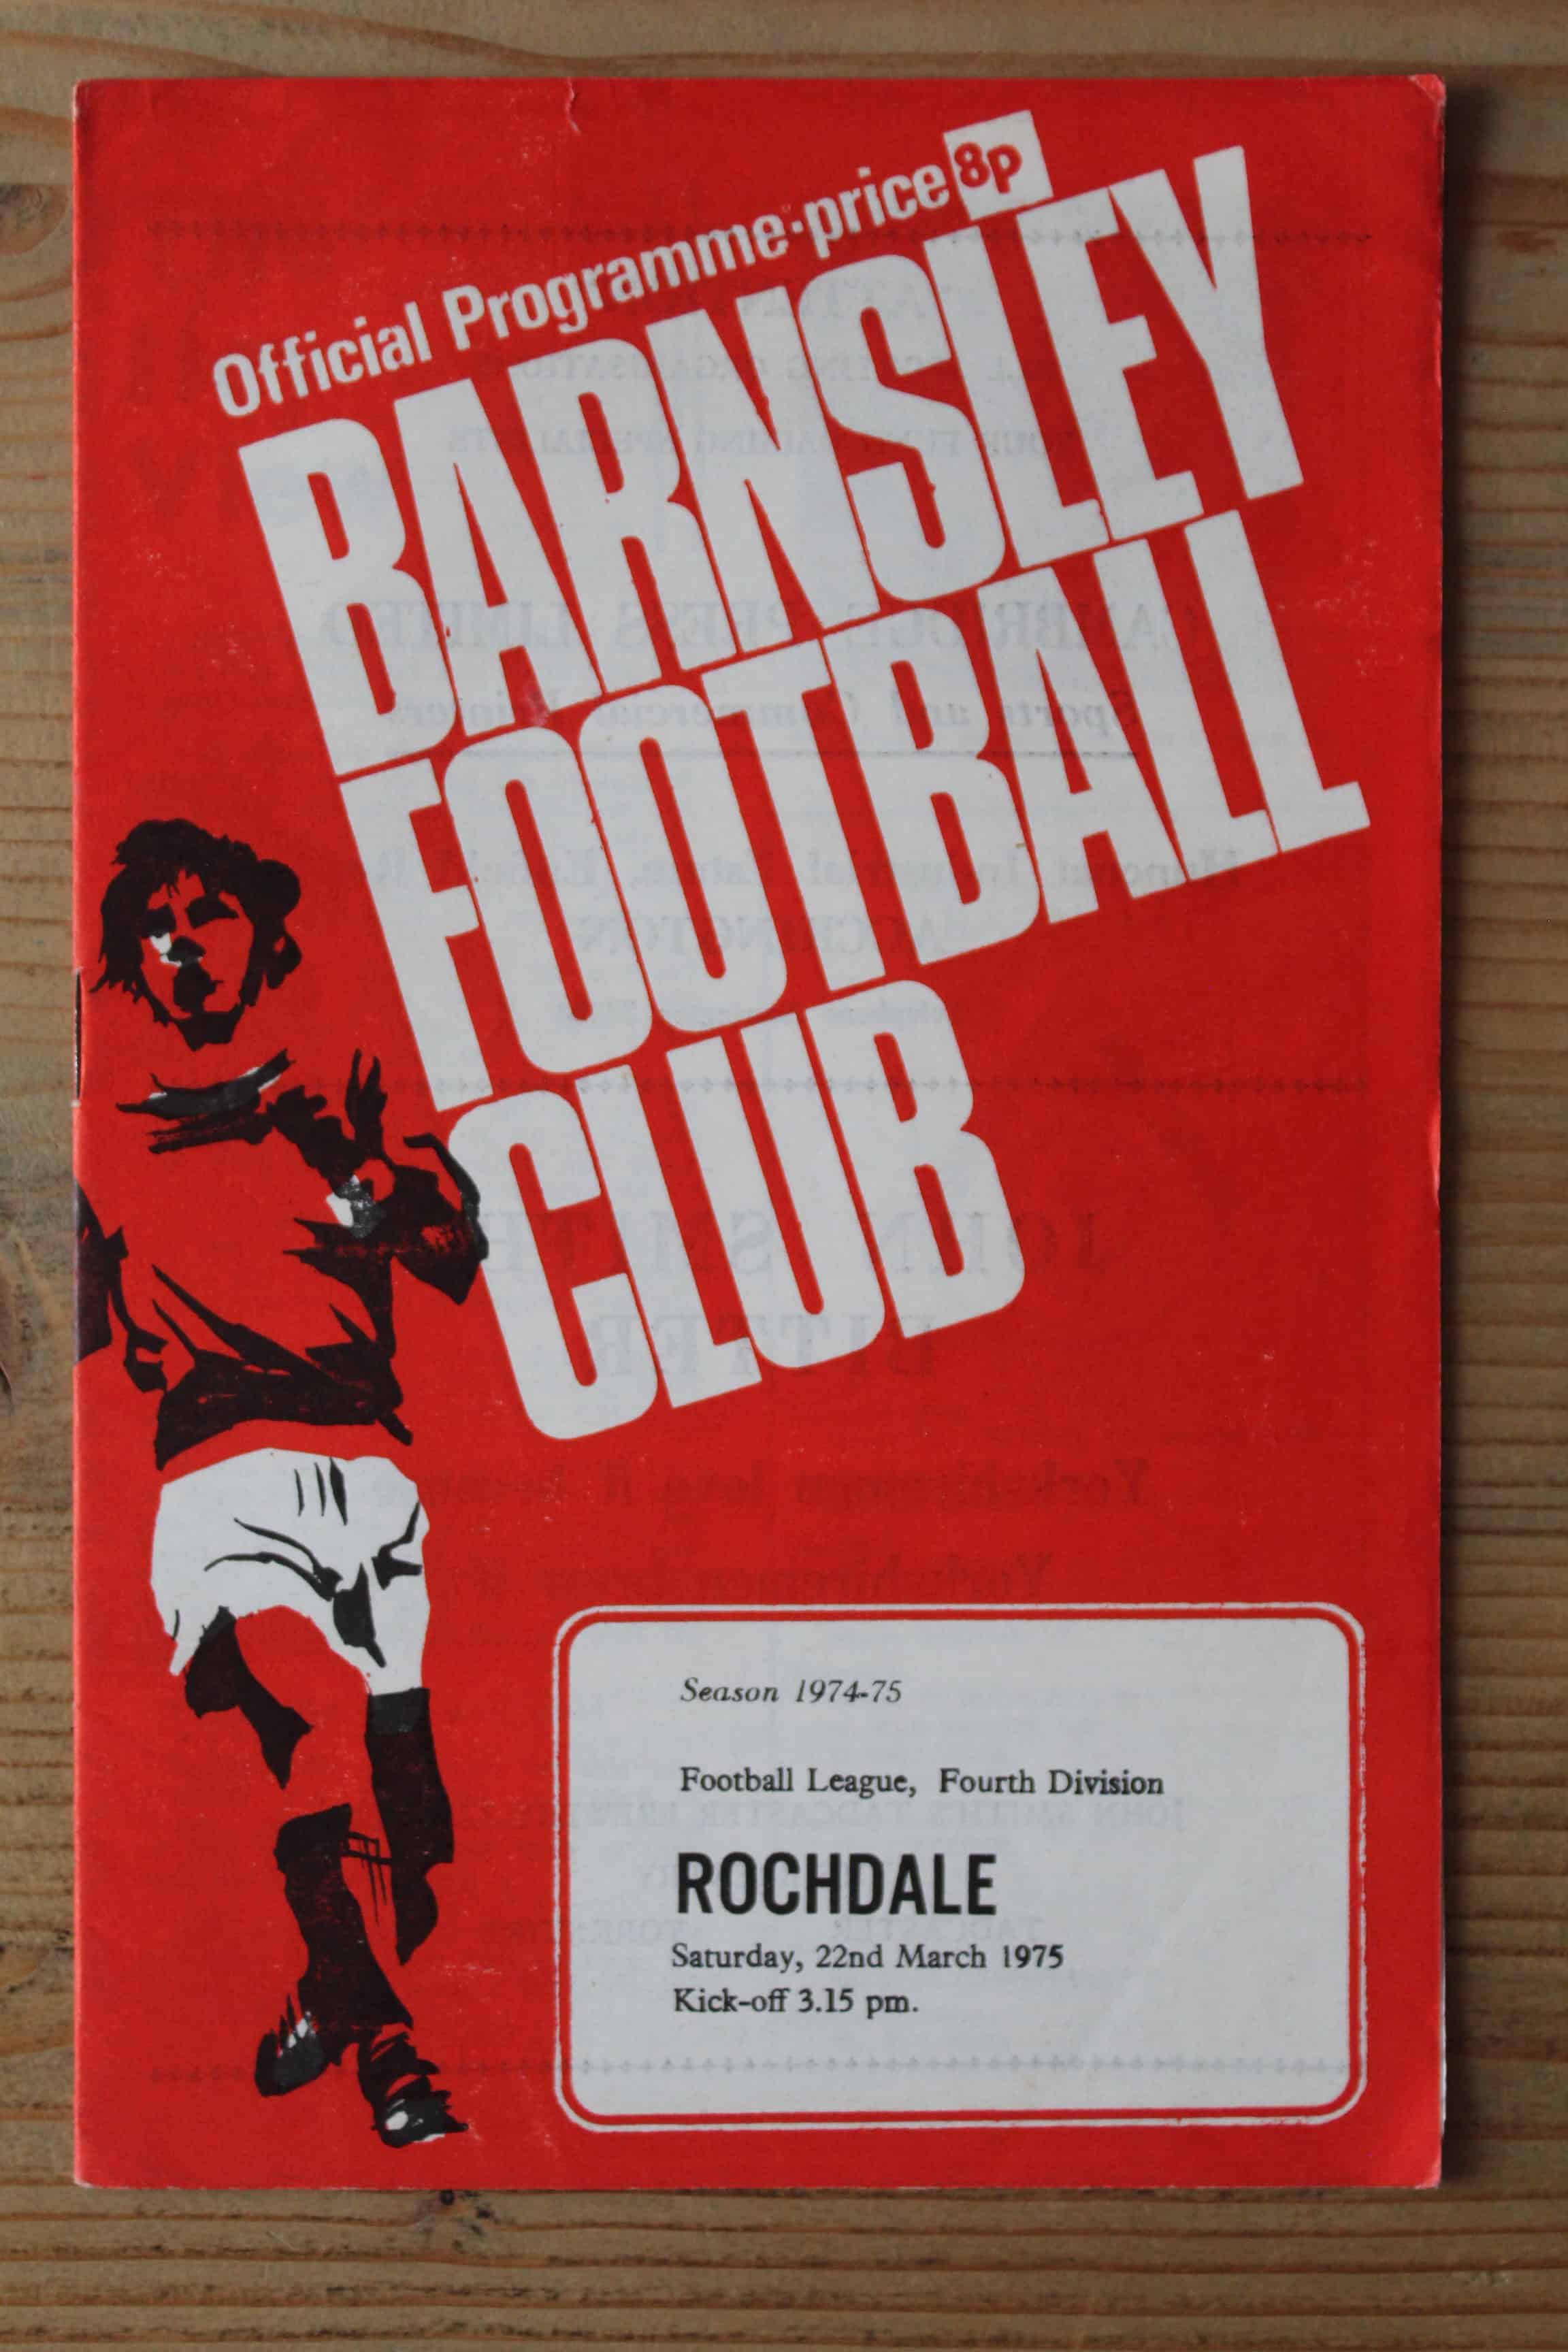 Official Programme·price 8p
BARNSLEY
FOOTBALL
CLUB
Season 1974-75
Football League, Fourth Division
ROCHDALE
Saturday, 22nd March 1975
Kick-off 3.15 pm.